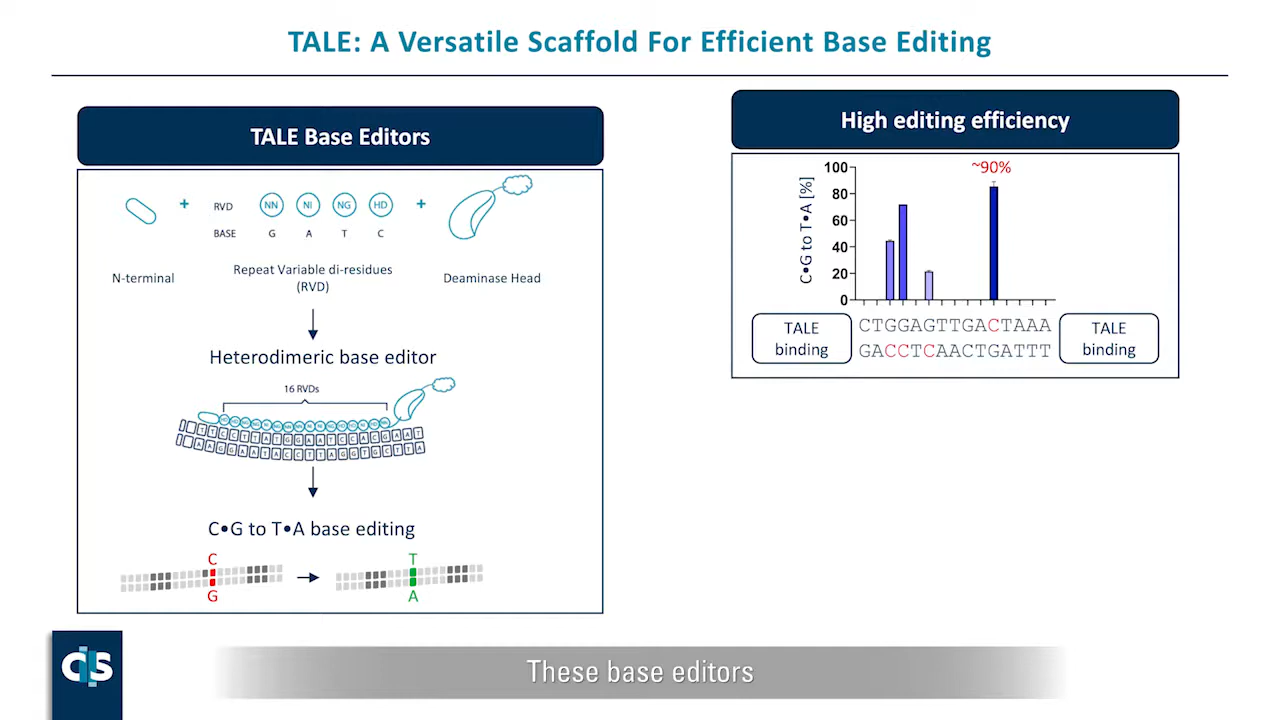 TALE: A Versatile Scaffold For Efficient Base Editing
TALE Base Editors
RVD NN NI NG HD
BASE G A T C
+ +
N-terminal
Repeat Variable di-residues
(RVD)
Deaminase Head
Heterodimeric base editor
16 RVDs
C•G to T•A base editing
C T
G A
High editing efficiency
C•G to T•A [%]
100
80
60
40
20
0
~90%
TALE
binding
CTGGAGTTGACTAAA
GACCTCAACTGATTT
TALE
binding
cls
These base editors